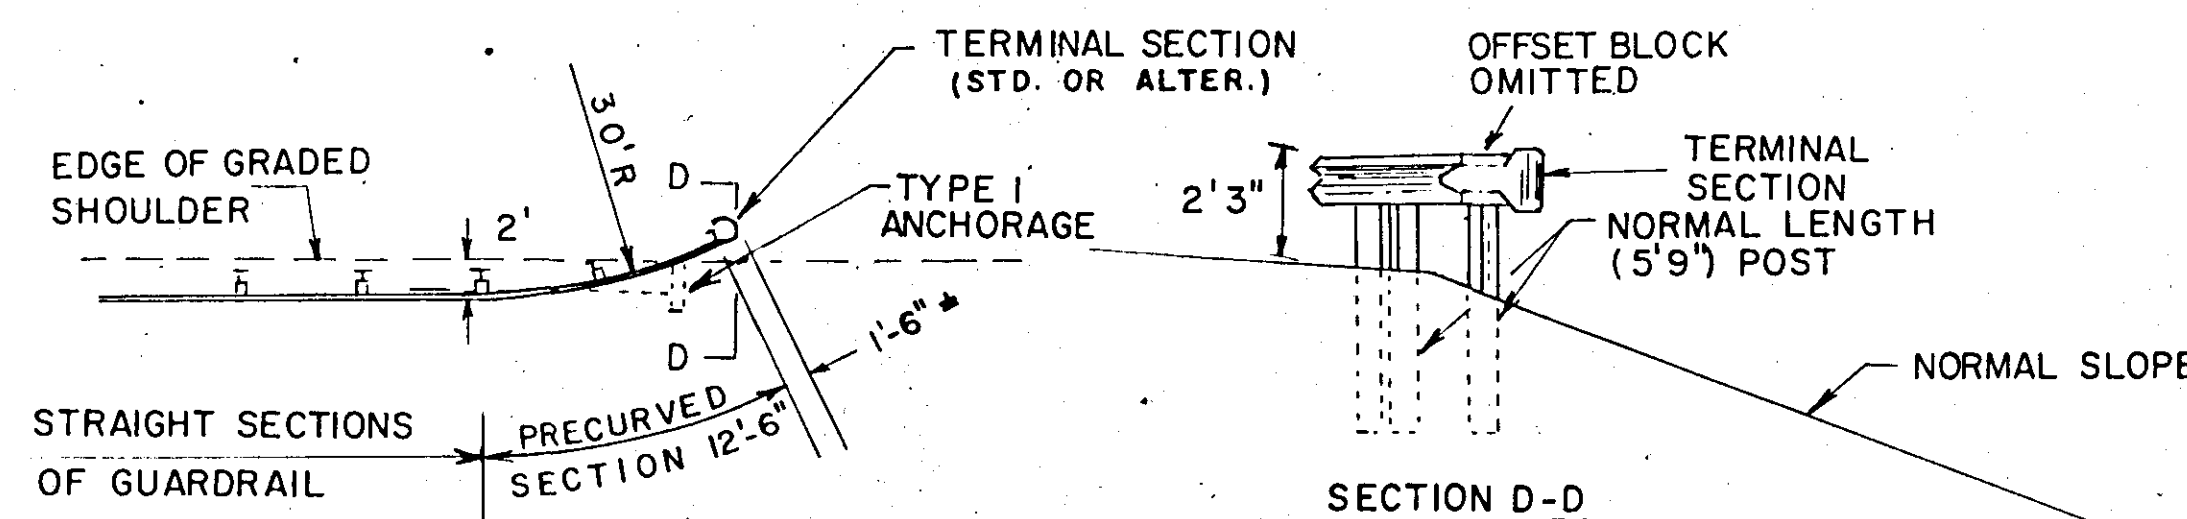 TERMINAL SECTION
(STD. OR ALTER.)
OFFSET BLOCK
OMITTED
EDGE OF GRADED
SHOULDER
30'R
D
TYPE I
ANCHORAGE
2'
2'3"
TERMINAL
SECTION
NORMAL LENGTH
(5'9") POST
D
1'-6" ±
NORMAL SLOPE
STRAIGHT SECTIONS
OF GUARDRAIL
PRECURVED
SECTION 12'-6"
SECTION D-D